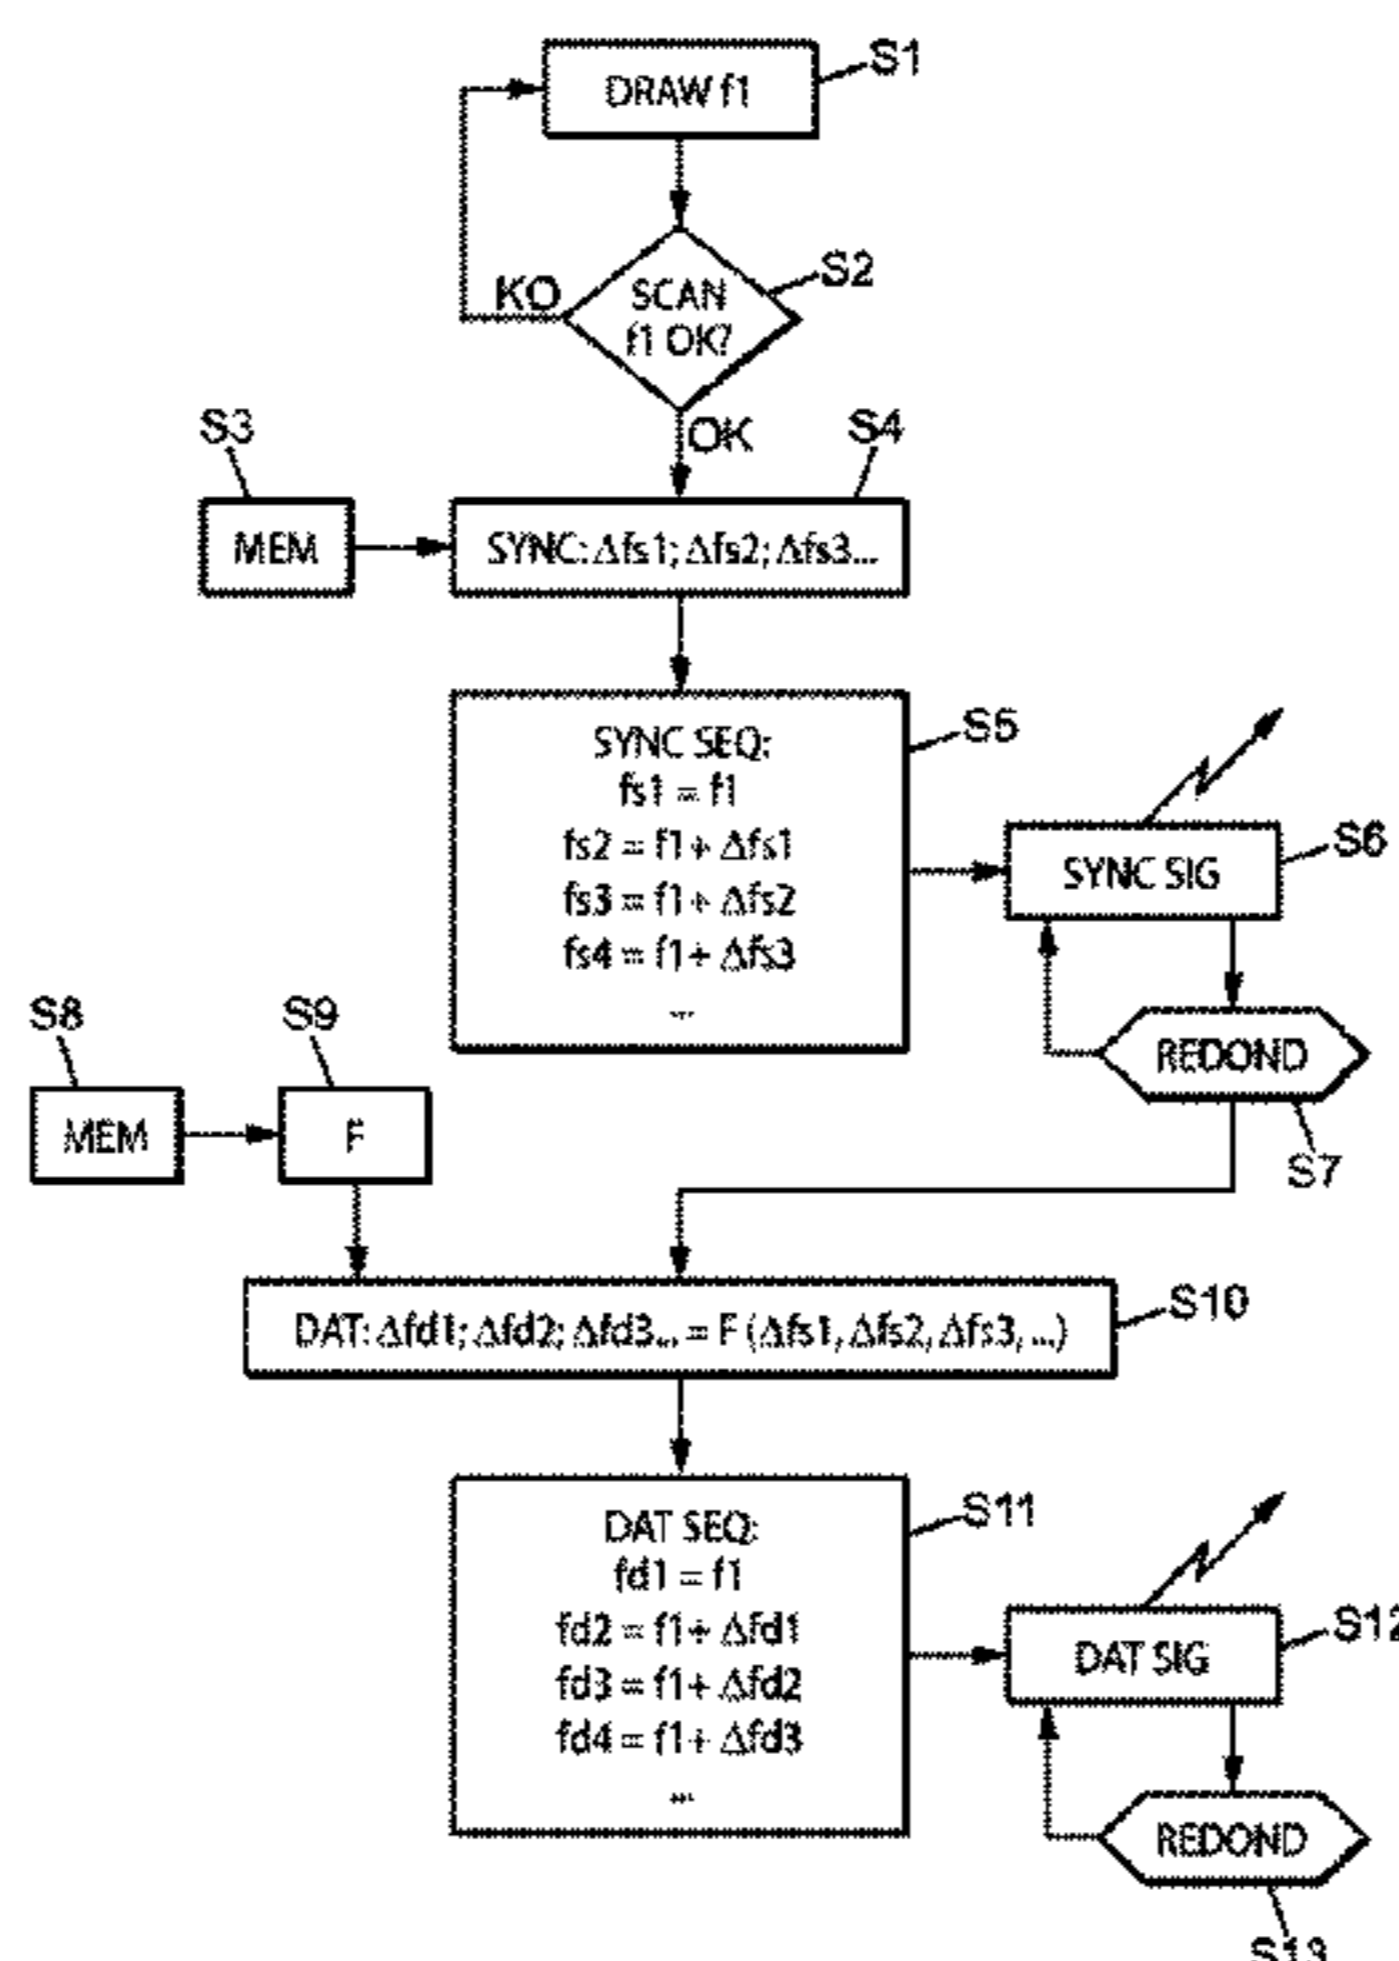 S1
DRAW f1
S2
KO
SCAN
f1 OK?
OK
S3
S4
MEM
SYNC: Δfs1; Δfs2; Δfs3...
S5
SYNC SEQ:
fs1 = f1
fs2 = f1 + Δfs1
fs3 = f1 + Δfs2
fs4 = f1 + Δfs3
...
S6
SYNC SIG
REDOND
S7
S8
S9
MEM
F
S10
DAT: Δfd1; Δfd2; Δfd3... = F (Δfs1, Δfs2, Δfs3, ...)
S11
DAT SEQ:
fd1 = f1
fd2 = f1 + Δfd1
fd3 = f1 + Δfd2
fd4 = f1 + Δfd3
...
S12
DAT SIG
REDOND
S13